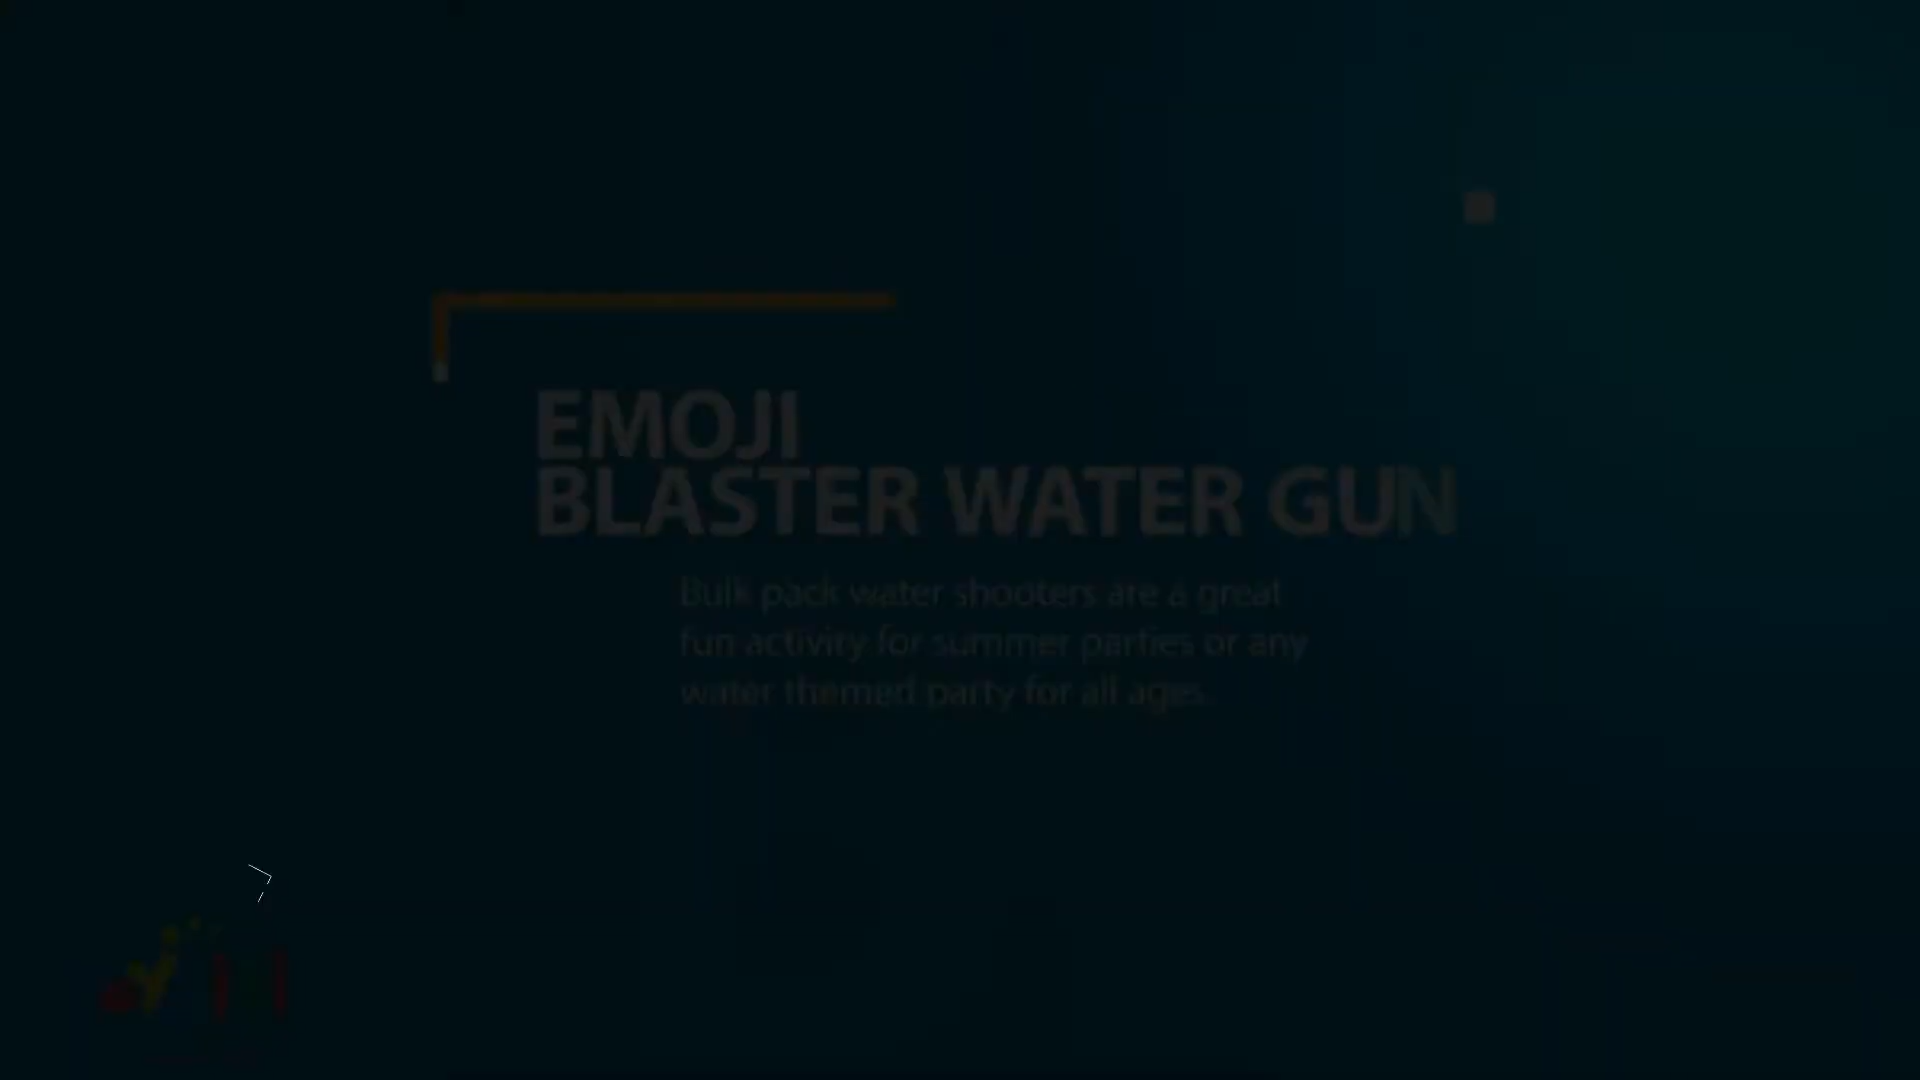 EMOJI
BLASTER WATER GUN
Bulk pack water shooters are a great
fun activity for summer parties or any
water themed party for all ages.